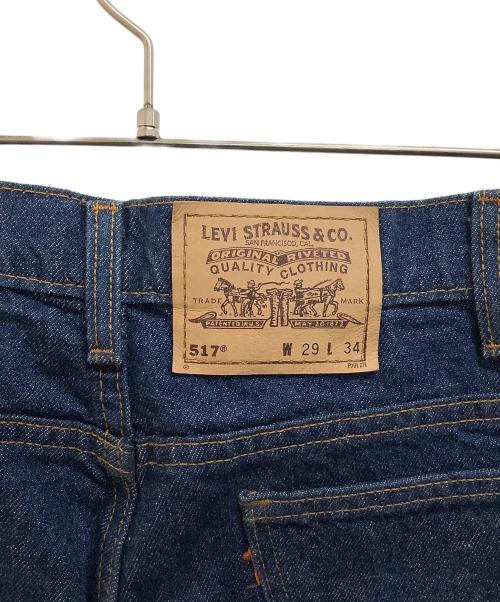 LEVI STRAUSS & CO.
SAN FRANCISCO, CAL.
ORIGINAL RIVETED
QUALITY CLOTHING
TRADE MARK
PATENTED IN U.S. MAY 20 1873
517® W 29 L 34